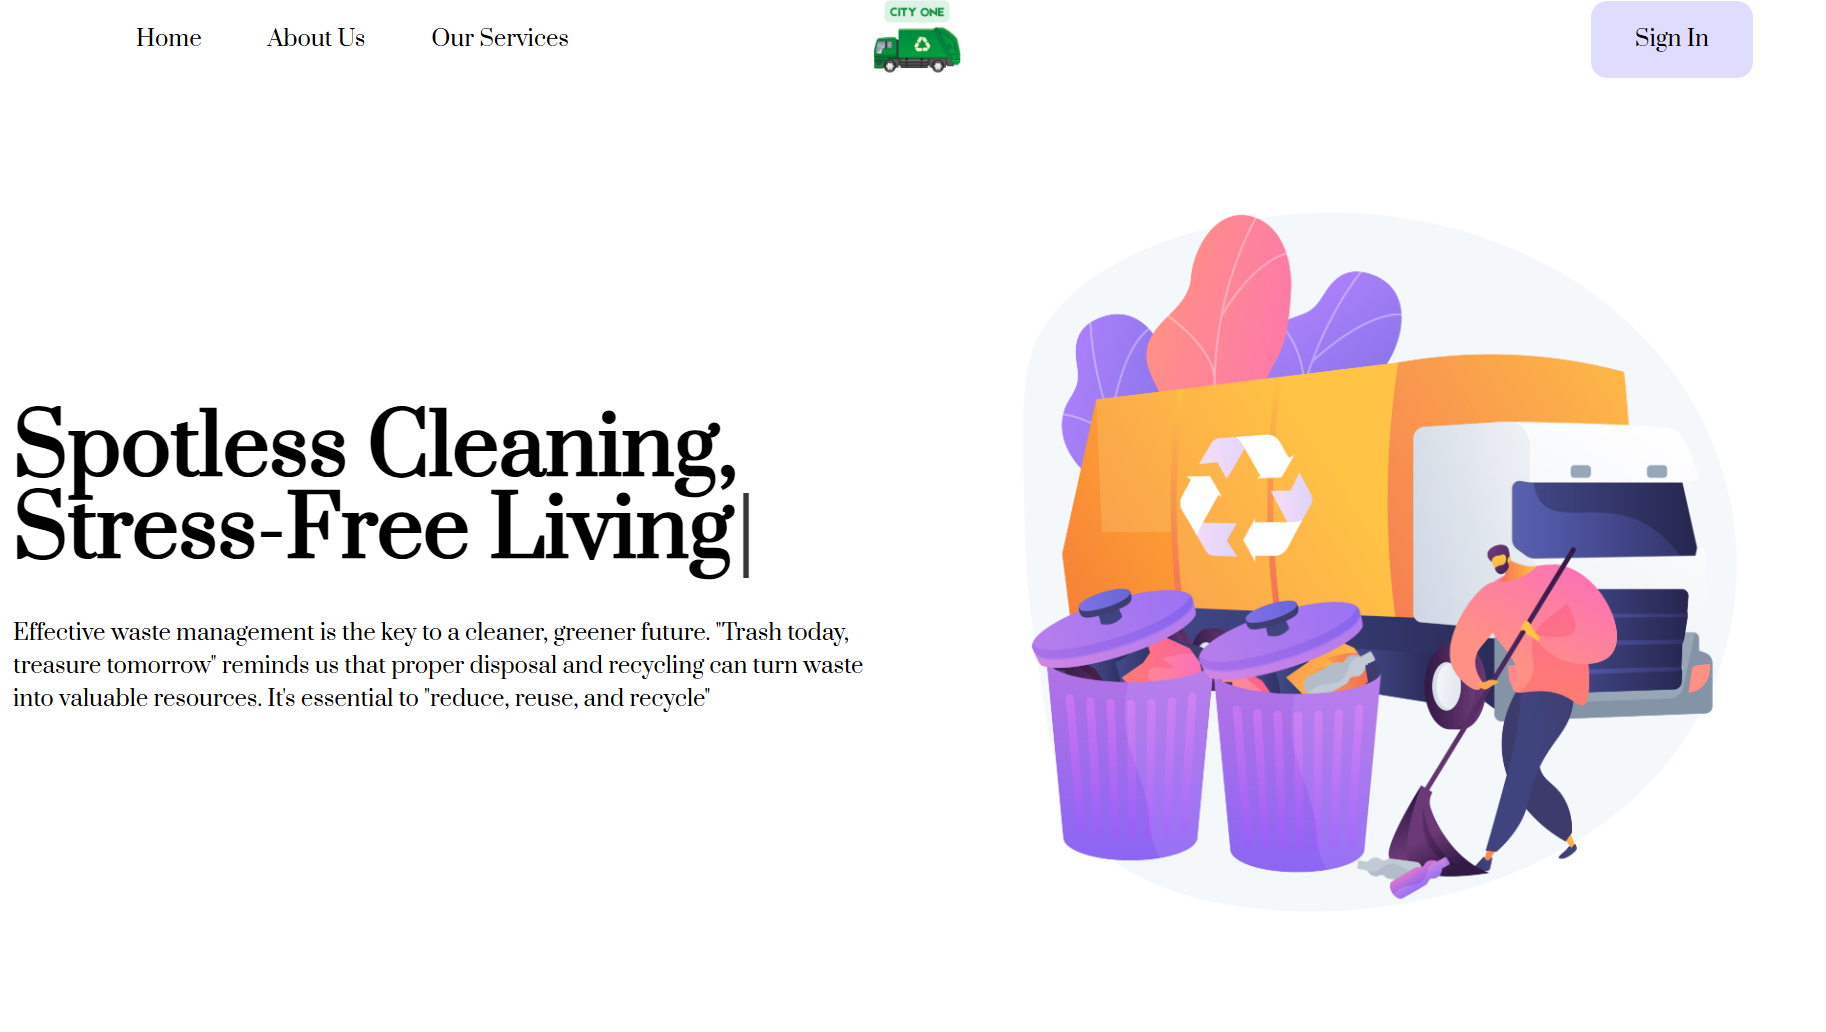 Home
About Us
Our Services
CITY ONE
Sign In
Spotless Cleaning,
Stress-Free Living
Effective waste management is the key to a cleaner, greener future. "Trash today,
treasure tomorrow" reminds us that proper disposal and recycling can turn waste
into valuable resources. It's essential to "reduce, reuse, and recycle"